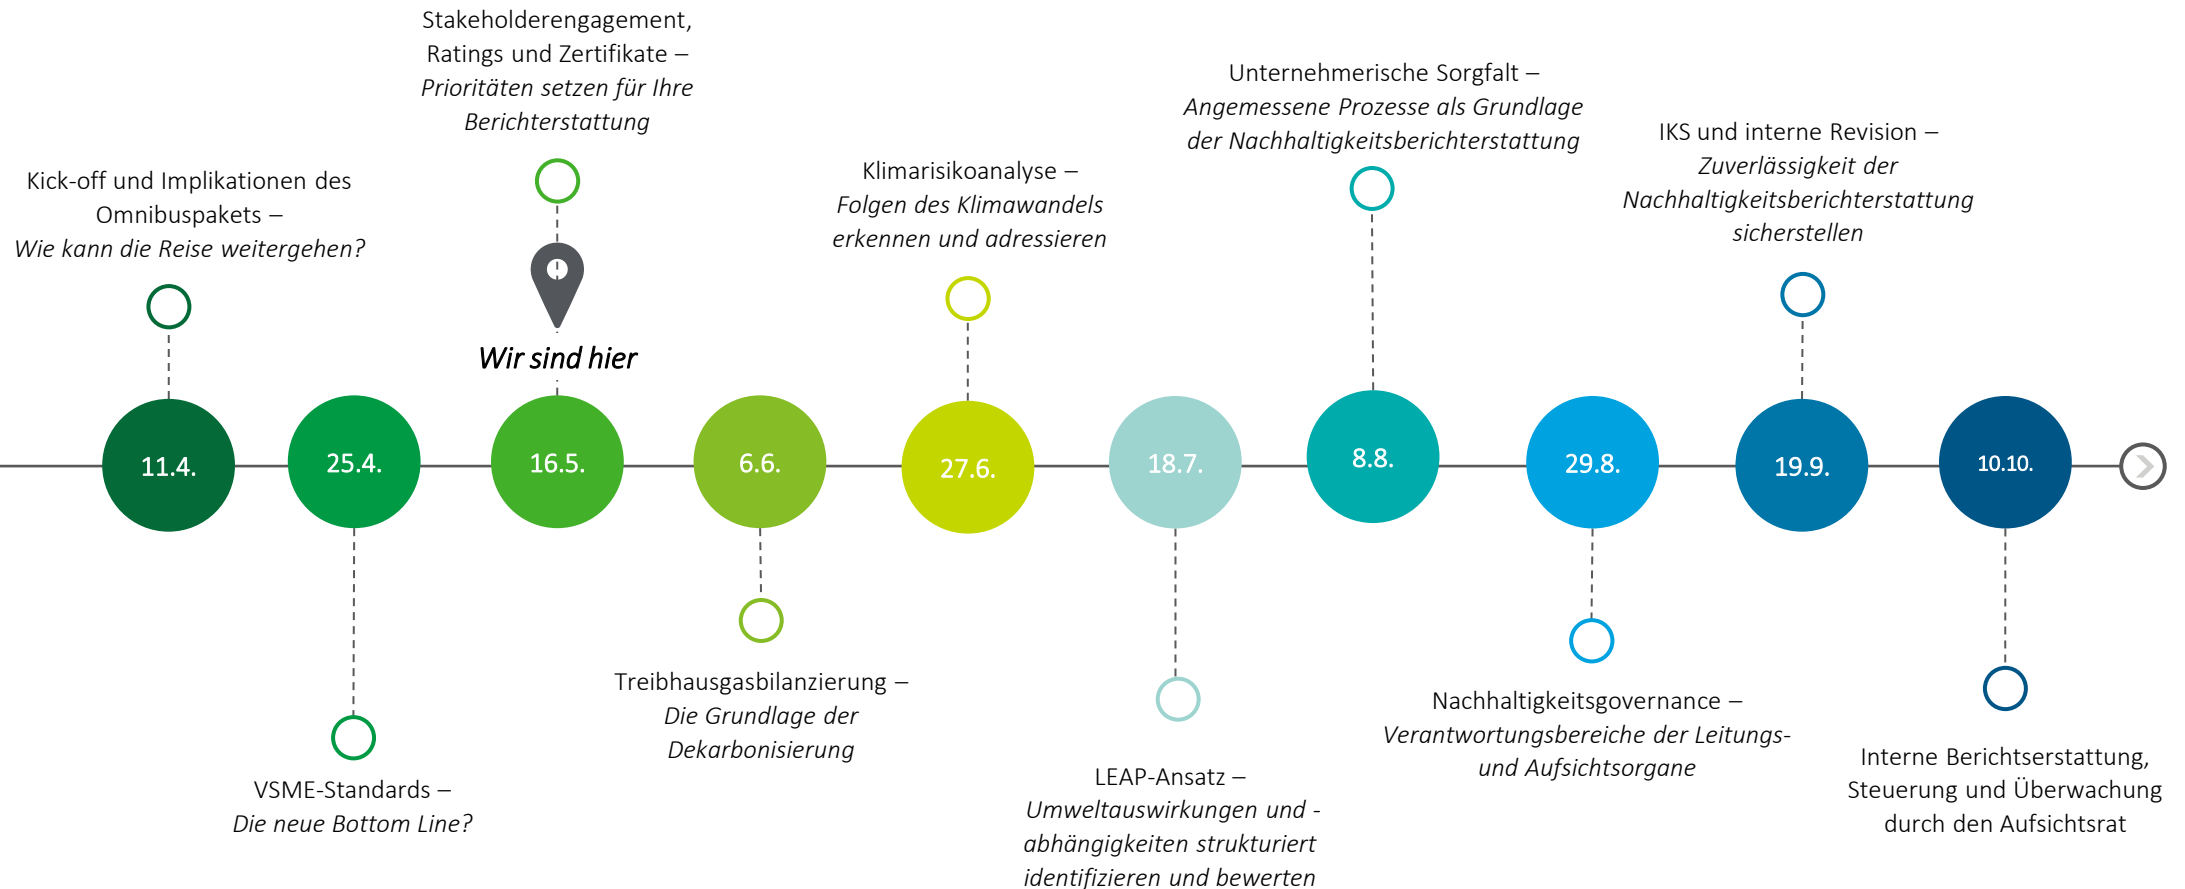 Kick-off und Implikationen des
Omnibuspakets –
Wie kann die Reise weitergehen?
Stakeholderengagement,
Ratings und Zertifikate –
Prioritäten setzen für Ihre
Berichterstattung
Wir sind hier
Klimarisikoanalyse –
Folgen des Klimawandels
erkennen und adressieren
Unternehmerische Sorgfalt –
Angemessene Prozesse als Grundlage
der Nachhaltigkeitsberichterstattung
IKS und interne Revision –
Zuverlässigkeit der
Nachhaltigkeitsberichterstattung
sicherstellen
11.4.
25.4.
16.5.
6.6.
27.6.
18.7.
8.8.
29.8.
19.9.
10.10.
VSME-Standards –
Die neue Bottom Line?
Treibhausgasbilanzierung –
Die Grundlage der
Dekarbonisierung
LEAP-Ansatz –
Umweltauswirkungen und -
abhängigkeiten strukturiert
identifizieren und bewerten
Nachhaltigkeitsgovernance –
Verantwortungsbereiche der Leitungs-
und Aufsichtsorgane
Interne Berichtserstattung,
Steuerung und Überwachung
durch den Aufsichtsrat